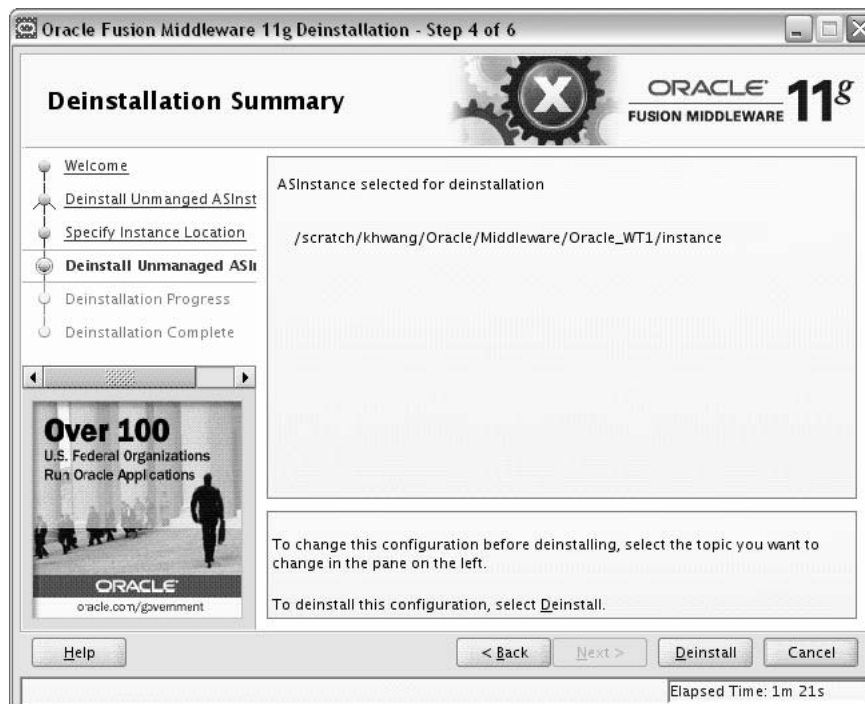 Oracle Fusion Middleware 11g Deinstallation - Step 4 of 6
Deinstallation Summary
ORACLE
FUSION MIDDLEWARE
11g
Welcome
Deinstall Unmanged ASInst
Specify Instance Location
Deinstall Unmanaged ASIn
Deinstallation Progress
Deinstallation Complete
ASInstance selected for deinstallation
/scratch/khwang/Oracle/Middleware/Oracle_WT1/instance
Over 100
U.S. Federal Organizations
Run Oracle Applications
ORACLE
oracle.com/government
To change this configuration before deinstalling, select the topic you want to
change in the pane on the left.
To deinstall this configuration, select Deinstall.
Help
< Back
Next >
Deinstall
Cancel
Elapsed Time: 1m 21s